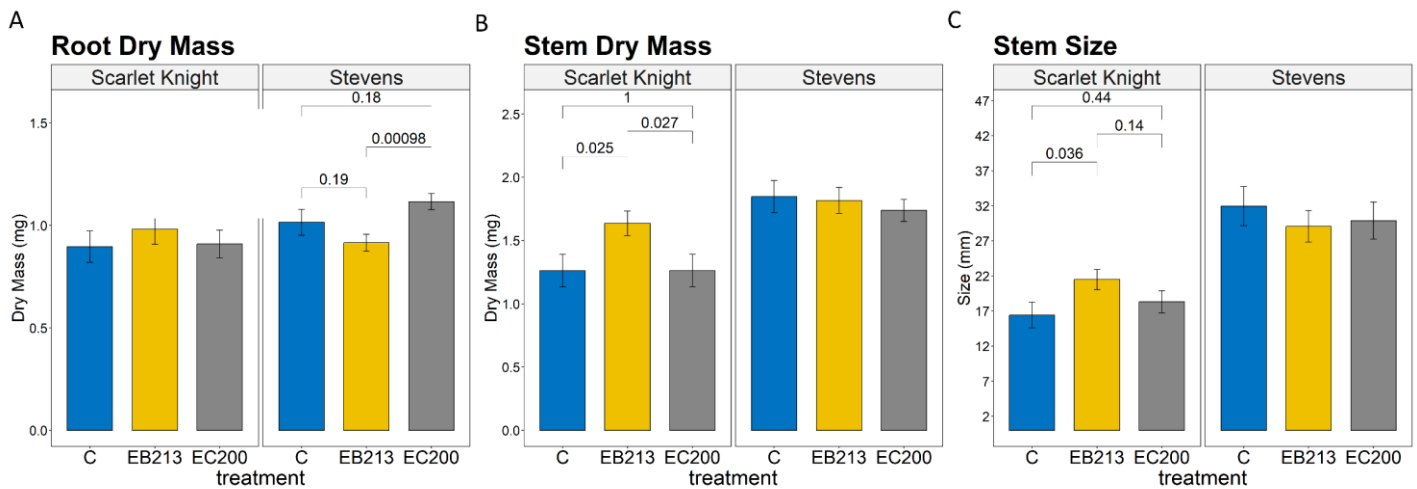 A
Root Dry Mass
Scarlet Knight
Stevens
0.18
0.00098
0.19
1.5
1.0
0.5
0.0
Dry Mass (mg)
C EB213 EC200
C EB213 EC200
treatment
B
Stem Dry Mass
Scarlet Knight
Stevens
1
0.027
0.025
2.5
2.0
1.5
1.0
0.5
0.0
Dry Mass (mg)
C EB213 EC200
C EB213 EC200
treatment
C
Stem Size
Scarlet Knight
Stevens
0.44
0.14
0.036
47
42
37
32
27
22
17
12
7
2
Size (mm)
C EB213 EC200
C EB213 EC200
treatment